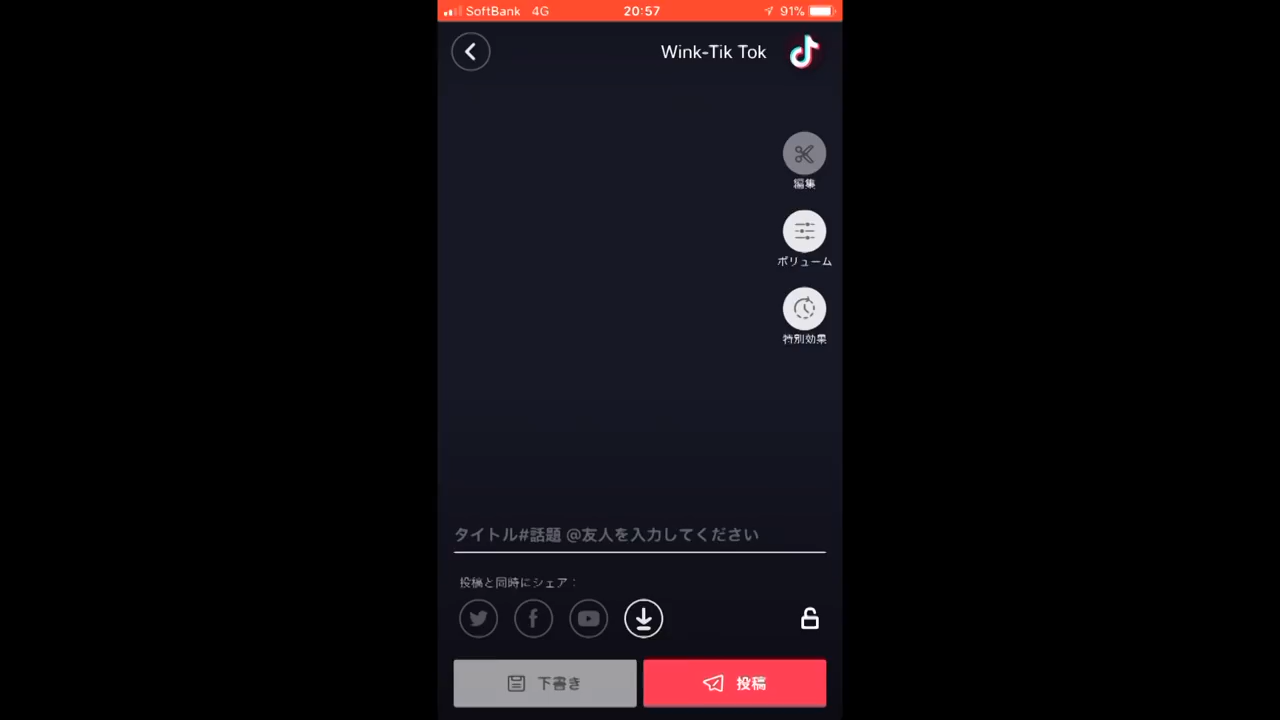 SoftBank 4G 20:57 91%
Wink-Tik Tok
編集
ボリューム
特別効果
タイトル#話題 @友人を入力してください
投稿と同時にシェア：
下書き 投稿